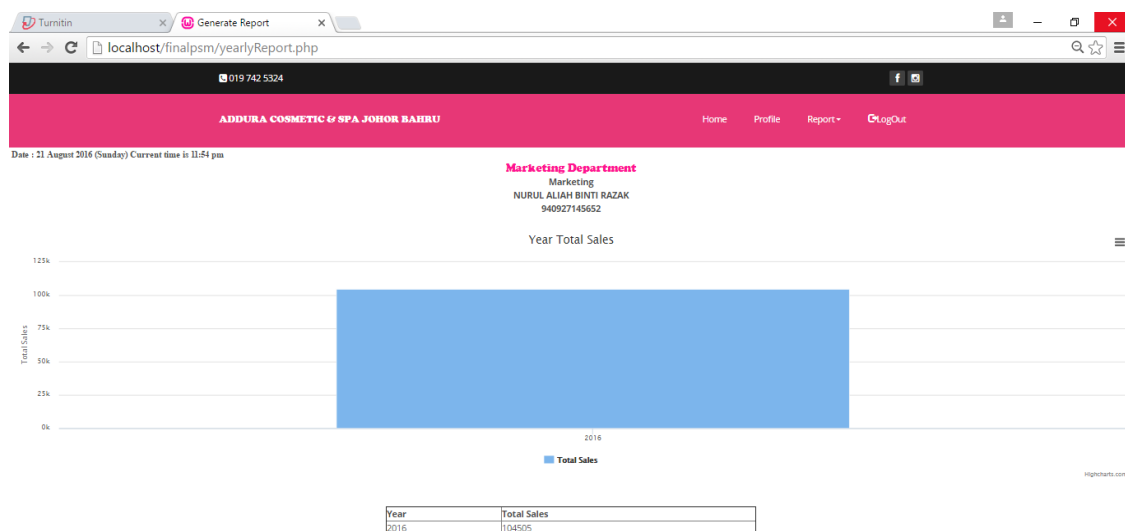 Turnitin
Generate Report
localhost/finalpsm/yearlyReport.php
019 742 5324
ADDURA COSMETIC & SPA JOHOR BAHRU
Home Profile Report LogOut
Date : 21 August 2016 (Sunday) Current time is 11:54 pm
Marketing Department
Marketing
NURUL ALIAH BINTI RAZAK
940927145652
Year Total Sales
125k
100k
75k
50k
25k
0k
Total Sales
2016
Total Sales
Highcharts.com
Year Total Sales
2016 104505